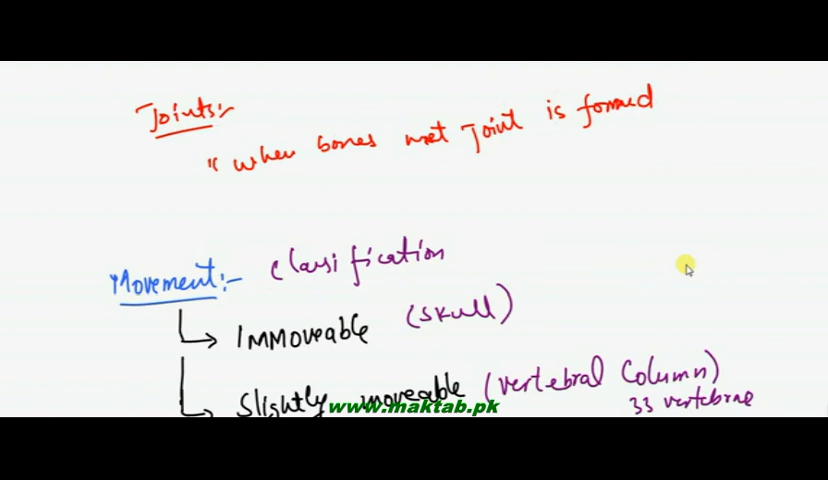 Joints:-
" when bones meet Joint is formed
Movement:- classification
Immoveable (skull)
Slightly moveable (vertebral column)
33 vertebrae
www.maktab.pk